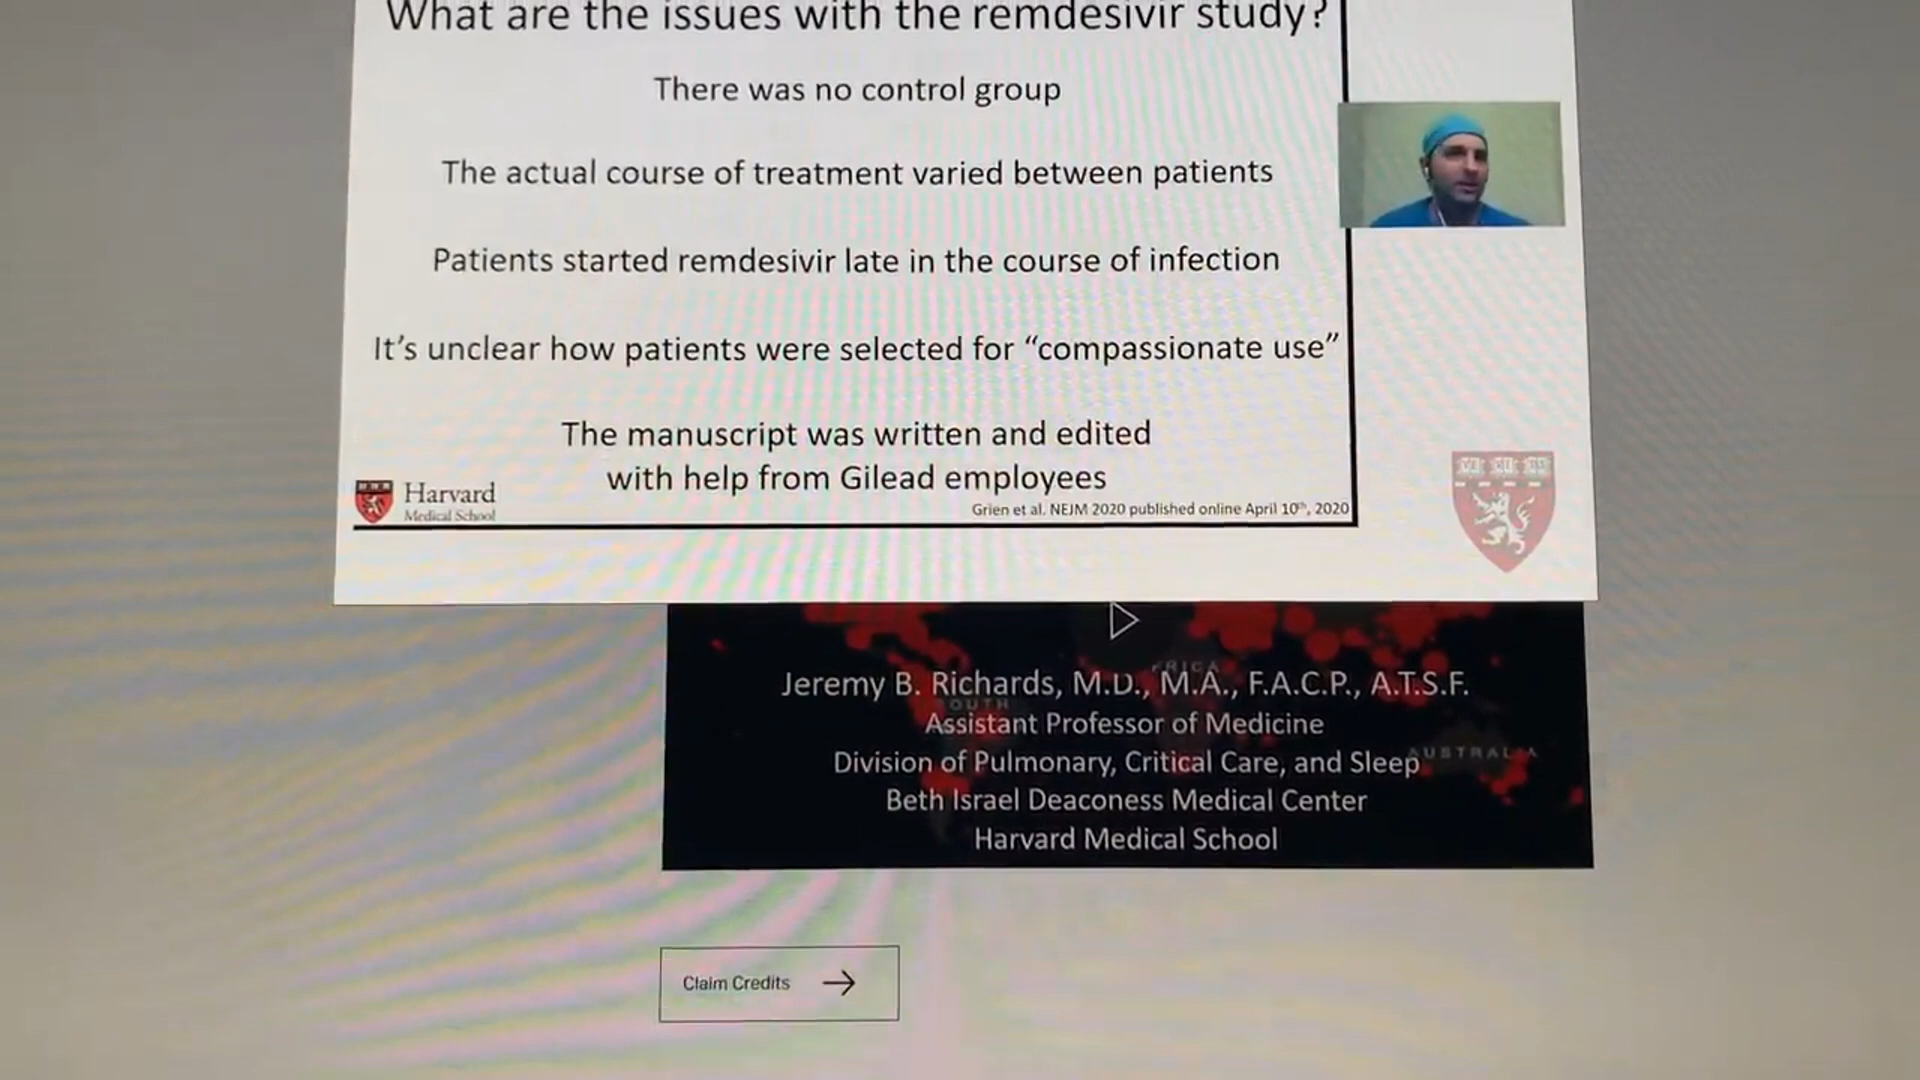 What are the issues with the remdesivir study?
There was no control group
The actual course of treatment varied between patients
Patients started remdesivir late in the course of infection
It's unclear how patients were selected for “compassionate use”
The manuscript was written and edited
with help from Gilead employees
Harvard
Medical School
Grien et al. NEJM 2020 published online April 10th, 2020
Jeremy B. Richards, M.D., M.A., F.A.C.P., A.T.S.F.
Assistant Professor of Medicine
Division of Pulmonary, Critical Care, and Sleep
AUSTRALIA
Beth Israel Deaconess Medical Center
Harvard Medical School
Claim Credits